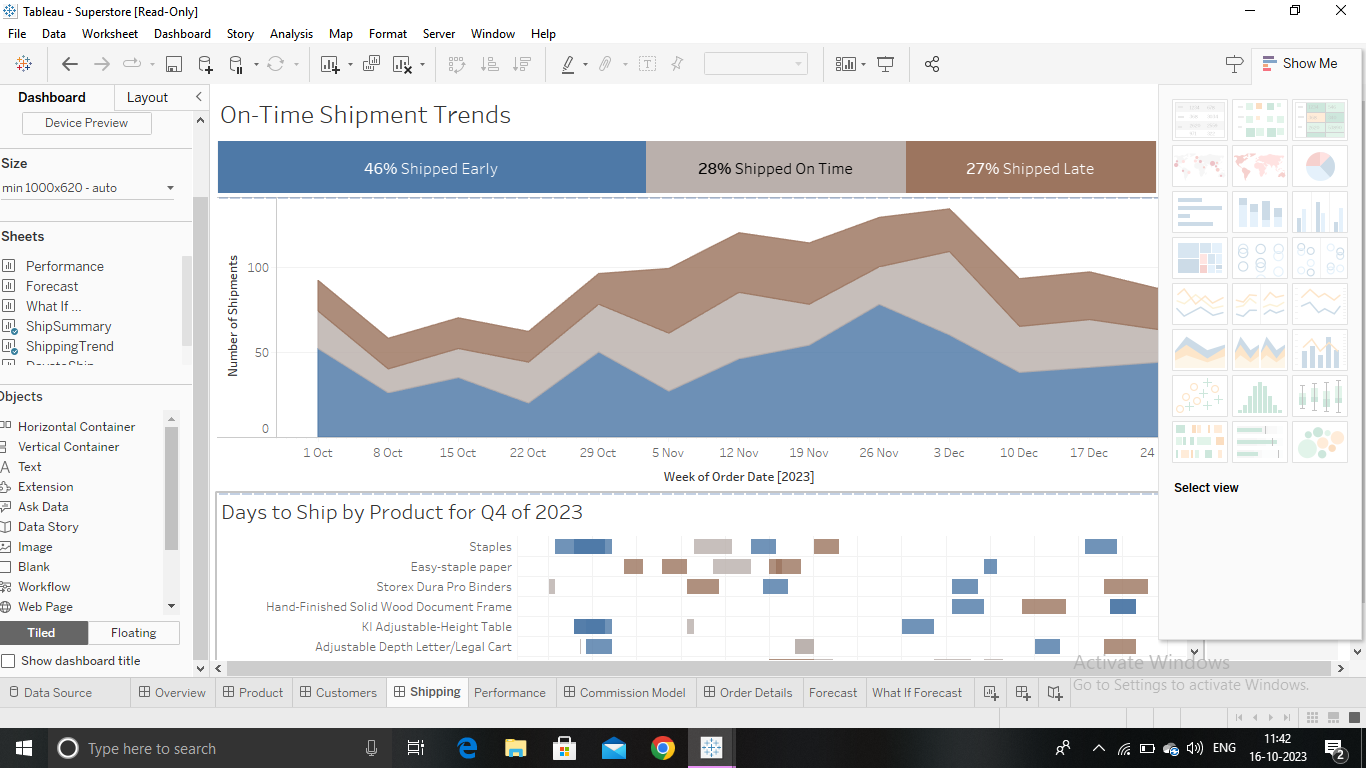 Tableau - Superstore [Read-Only]
File Data Worksheet Dashboard Story Analysis Map Format Server Window Help
Show Me
Dashboard Layout
Device Preview
Size
min 1000x620 - auto
Sheets
Performance
Forecast
What If ...
ShipSummary
ShippingTrend
Objects
Horizontal Container
Vertical Container
Text
Extension
Ask Data
Data Story
Image
Blank
Workflow
Web Page
Tiled Floating
Show dashboard title
On-Time Shipment Trends
46% Shipped Early 28% Shipped On Time 27% Shipped Late
Number of Shipments
100
50
0
1 Oct 8 Oct 15 Oct 22 Oct 29 Oct 5 Nov 12 Nov 19 Nov 26 Nov 3 Dec 10 Dec 17 Dec 24
Week of Order Date [2023]
Days to Ship by Product for Q4 of 2023
Staples
Easy-staple paper
Storex Dura Pro Binders
Hand-Finished Solid Wood Document Frame
KI Adjustable-Height Table
Adjustable Depth Letter/Legal Cart
Select view
Activate Windows
Go to Settings to activate Windows.
Data Source Overview Product Customers Shipping Performance Commission Model Order Details Forecast What If Forecast
Type here to search
ENG
11:42
16-10-2023
2